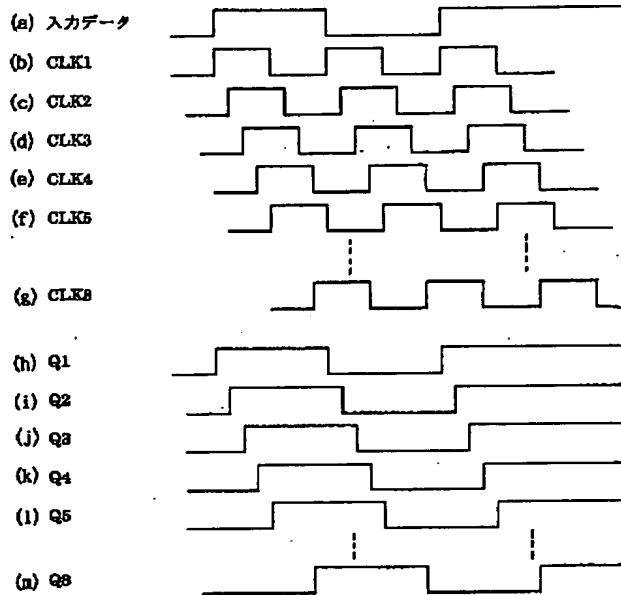 (a) 入力データ
(b) CLK1
(c) CLK2
(d) CLK3
(e) CLK4
(f) CLK5
(g) CLK8
(h) Q1
(i) Q2
(j) Q3
(k) Q4
(l) Q5
(m) Q8